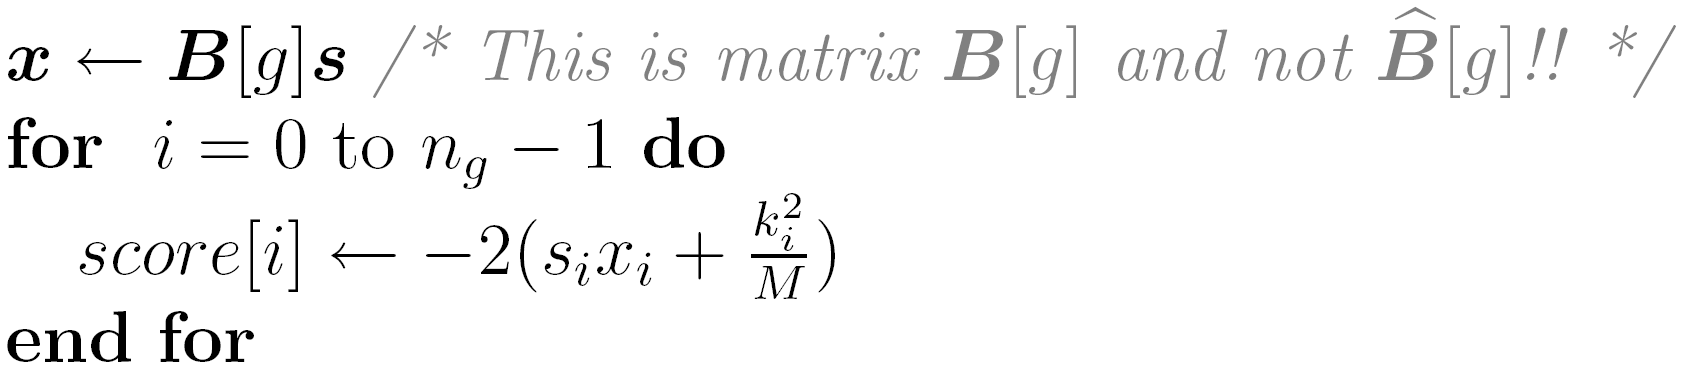 x ← B[g]s /* This is matrix B[g] and not B̂[g]!! */
for i = 0 to n_g − 1 do
score[i] ← −2(s_i x_i + k_i^2/M)
end for